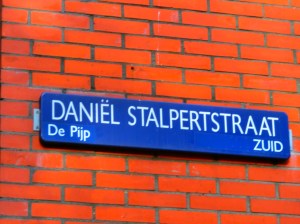 DANIËL STALPERTSTRAAT
De Pijp ZUID